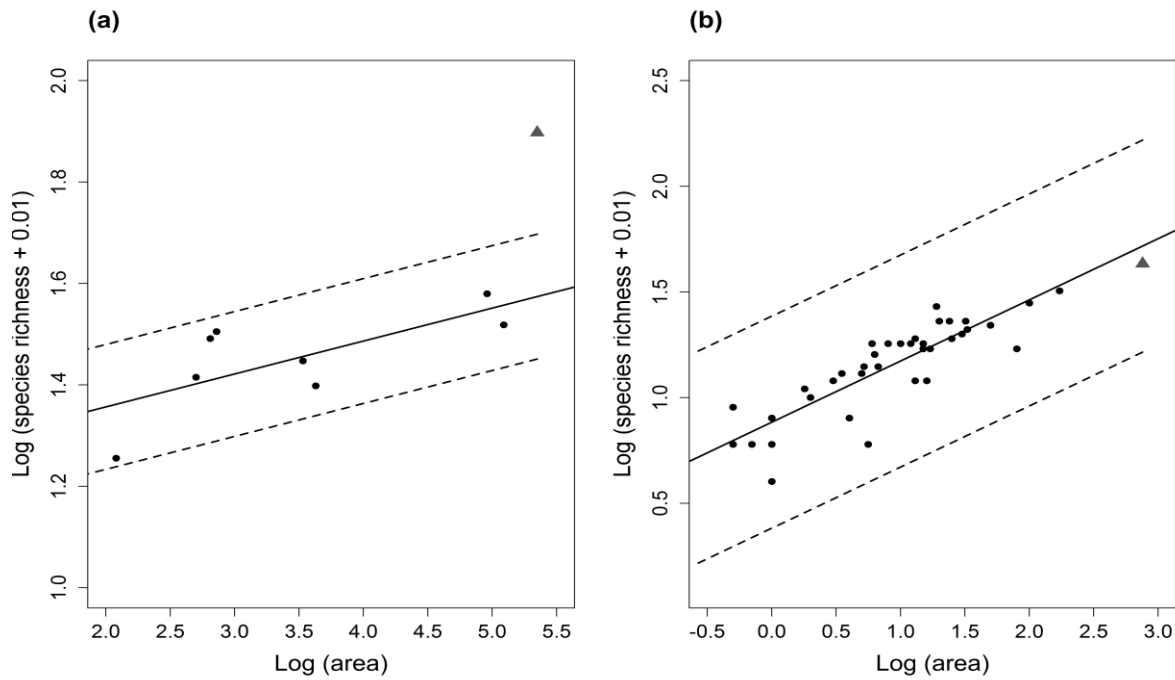 (a)
Log (species richness + 0.01)
2.0
1.8
1.6
1.4
1.2
1.0
2.0 2.5 3.0 3.5 4.0 4.5 5.0 5.5
Log (area)
(b)
Log (species richness + 0.01)
2.5
2.0
1.5
1.0
0.5
-0.5 0.0 0.5 1.0 1.5 2.0 2.5 3.0
Log (area)